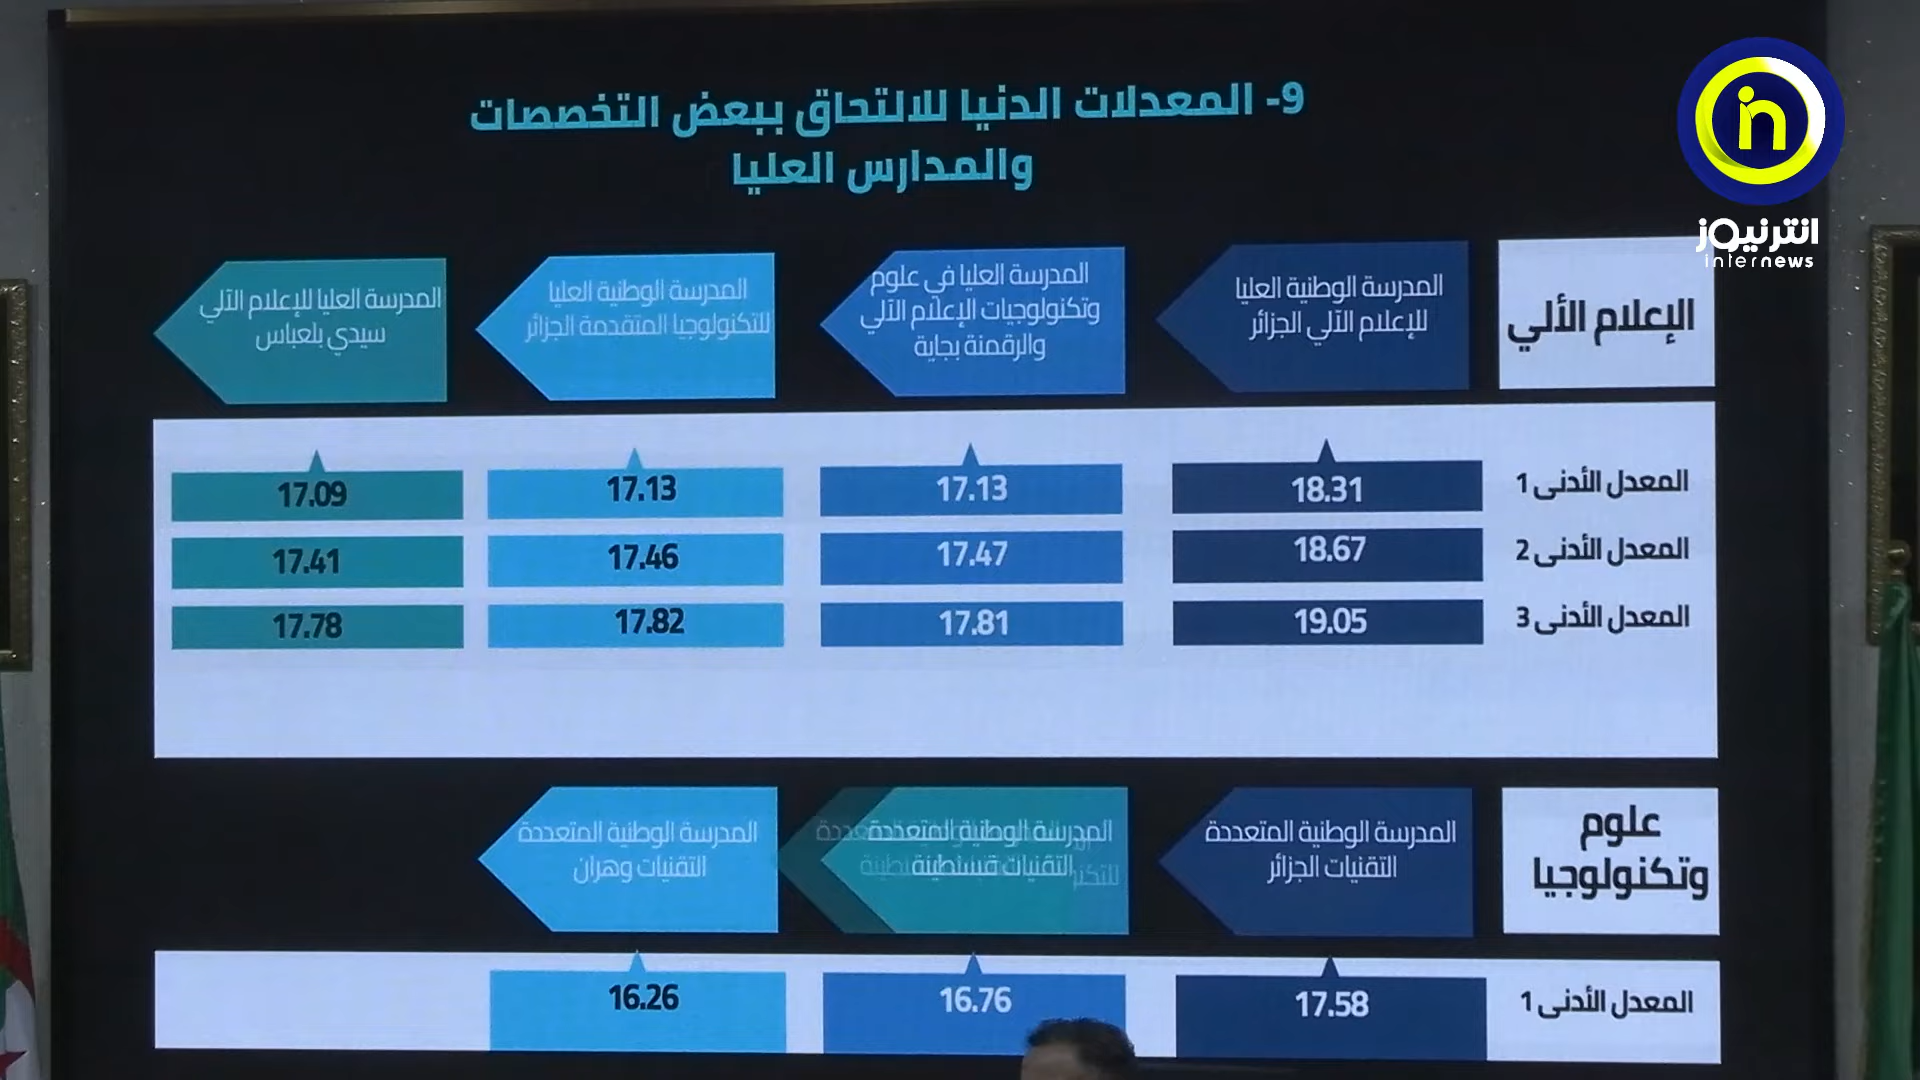 انترنيوز
internews
9- المعدلات الدنيا للالتحاق ببعض التخصصات
والمدارس العليا
الإعلام الألي
المدرسة الوطنية العليا
للإعلام الآلي الجزائر
المدرسة العليا في علوم
وتكنولوجيات الإعلام الآلي
والرقمنة بجاية
المدرسة الوطنية العليا
للتكنولوجيا المتقدمة الجزائر
المدرسة العليا للإعلام الآلي
سيدي بلعباس
المعدل الأدنى 1 18.31 17.13 17.13 17.09
المعدل الأدنى 2 18.67 17.47 17.46 17.41
المعدل الأدنى 3 19.05 17.81 17.82 17.78
علوم
وتكنولوجيا
المدرسة الوطنية المتعددة
التقنيات الجزائر
المدرسة الوطنية المتعددة
التقنيات قسنطينة
المدرسة الوطنية المتعددة
التقنيات وهران
المعدل الأدنى 1 17.58 16.76 16.26